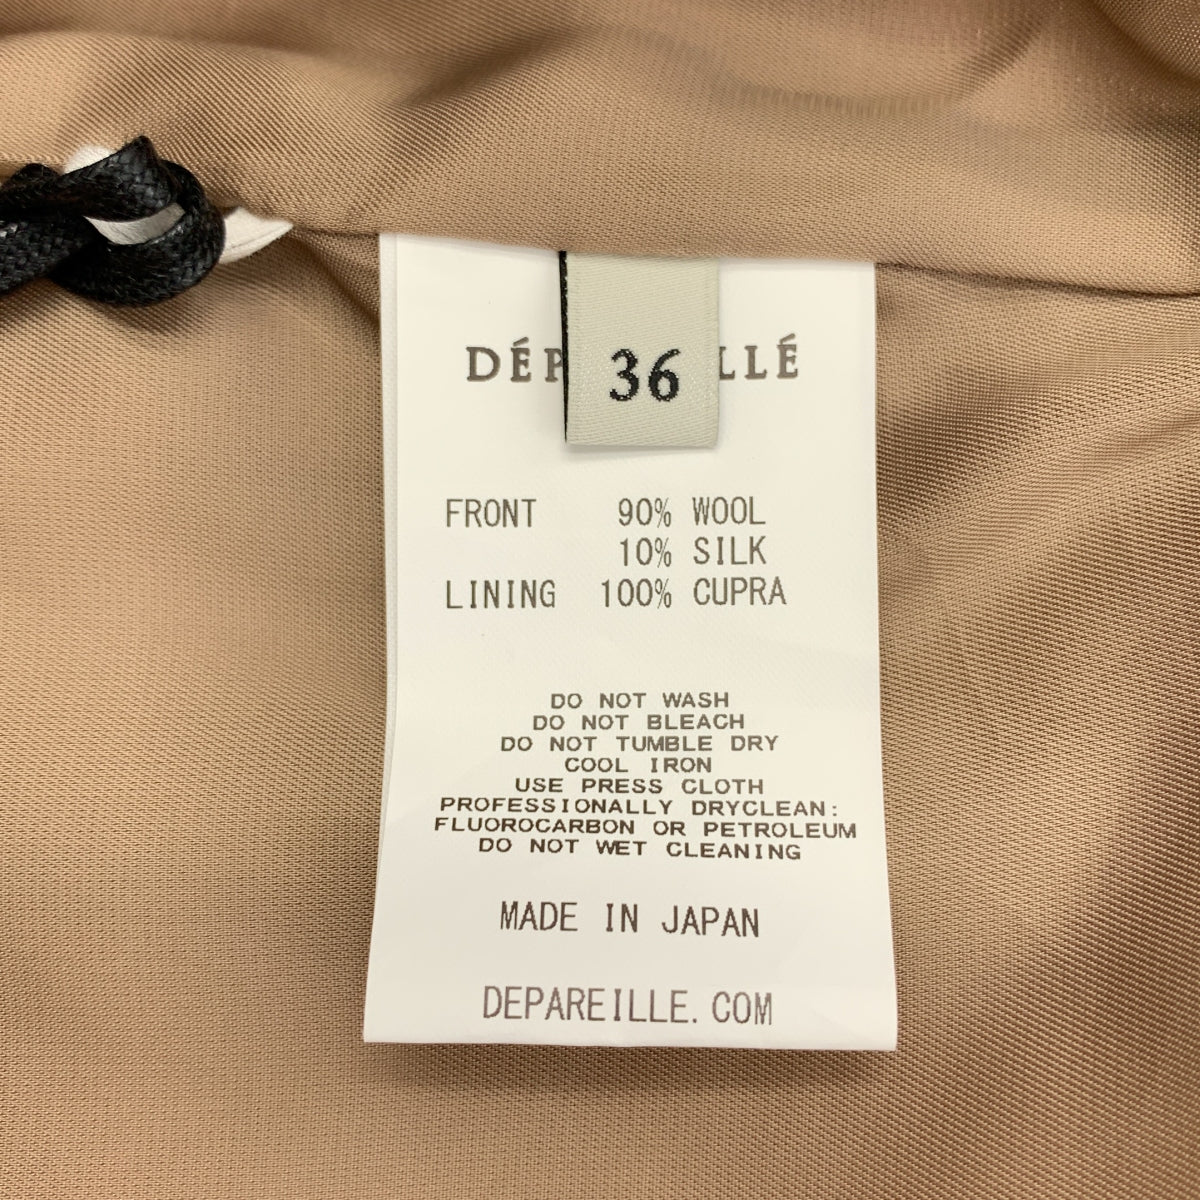 36
FRONT 90% WOOL
10% SILK
LINING 100% CUPRA
DO NOT WASH
DO NOT BLEACH
DO NOT TUMBLE DRY
COOL IRON
USE PRESS CLOTH
PROFESSIONALLY DRYCLEAN:
FLUOROCARBON OR PETROLEUM
DO NOT WET CLEANING
MADE IN JAPAN
DEPAREILLE.COM